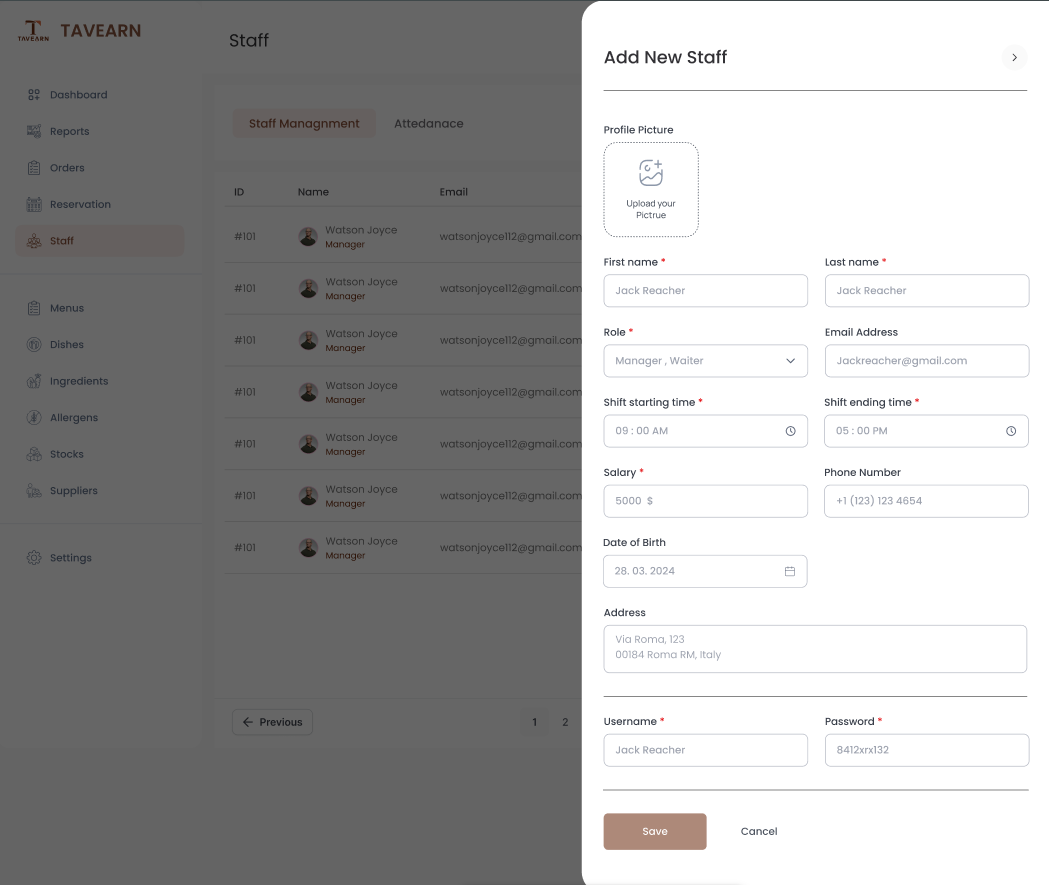 TAVEARN
TAVEARN
Staff
Dashboard
Reports
Orders
Reservation
Staff
Menus
Dishes
Ingredients
Allergens
Stocks
Suppliers
Settings
Staff Managnment
Attedanace
ID Name Email
#101 Watson Joyce watsonjoyce112@gmail.com
Manager
#101 Watson Joyce watsonjoyce112@gmail.com
Manager
#101 Watson Joyce watsonjoyce112@gmail.com
Manager
#101 Watson Joyce watsonjoyce112@gmail.com
Manager
#101 Watson Joyce watsonjoyce112@gmail.com
Manager
#101 Watson Joyce watsonjoyce112@gmail.com
Manager
#101 Watson Joyce watsonjoyce112@gmail.com
Manager
Previous 1 2
Add New Staff
Profile Picture
Upload your
Pictrue
First name * Last name *
Jack Reacher Jack Reacher
Role * Email Address
Manager , Waiter Jackreacher@gmail.com
Shift starting time * Shift ending time *
09 : 00 AM 05 : 00 PM
Salary * Phone Number
5000 $ +1 (123) 123 4654
Date of Birth
28. 03. 2024
Address
Via Roma, 123
00184 Roma RM, Italy
Username * Password *
Jack Reacher 8412xrx132
Save Cancel